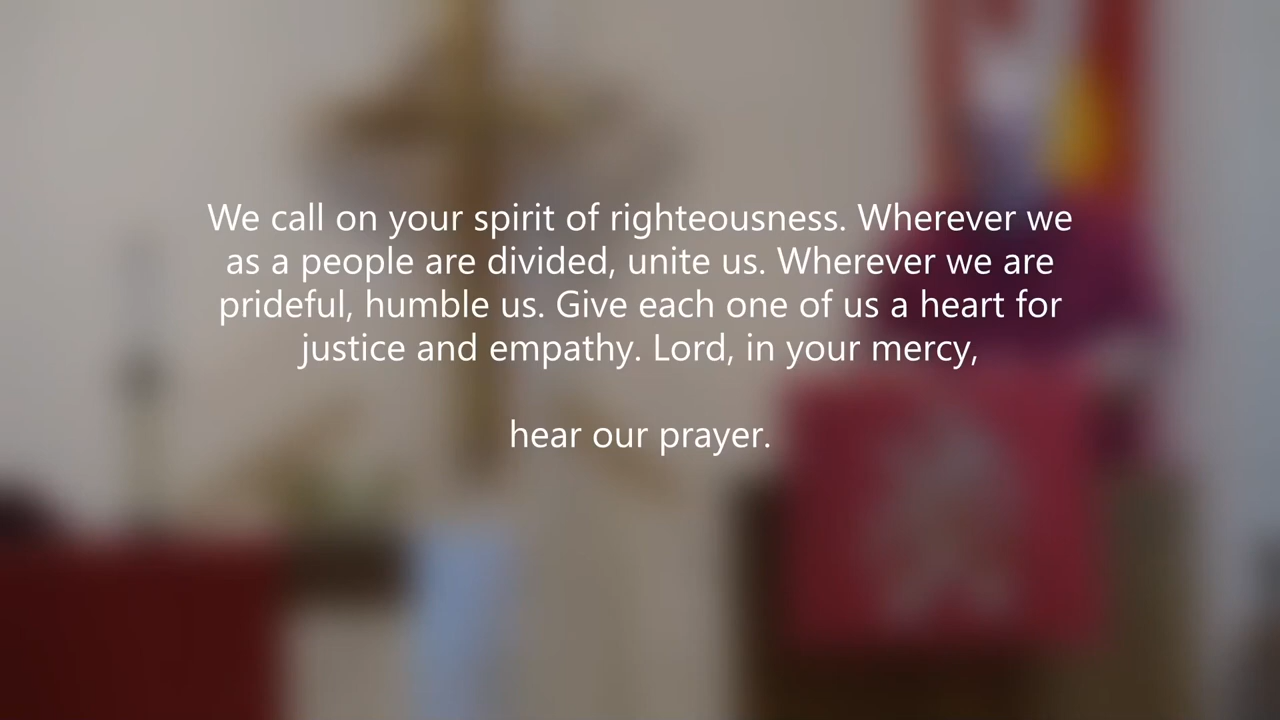 We call on your spirit of righteousness. Wherever we
as a people are divided, unite us. Wherever we are
prideful, humble us. Give each one of us a heart for
justice and empathy. Lord, in your mercy,
hear our prayer.